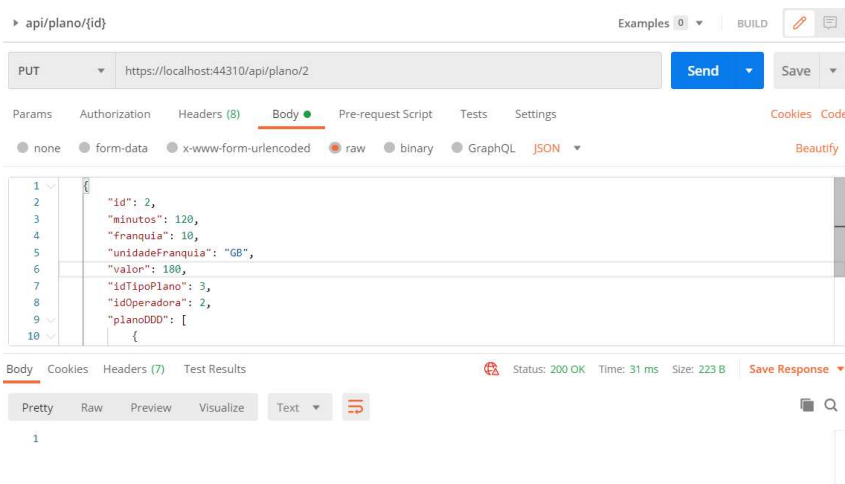 api/plano/{id} Examples 0 BUILD
PUT https://localhost:44310/api/plano/2 Send Save
Params Authorization Headers (8) Body Pre-request Script Tests Settings Cookies Code
none form-data x-www-form-urlencoded raw binary GraphQL JSON Beautify
1 {
2 "id": 2,
3 "minutos": 120,
4 "franquia": 10,
5 "unidadeFranquia": "GB",
6 "valor": 180,
7 "idTipoPlano": 3,
8 "idOperadora": 2,
9 "planoDDD": [
10 {
Body Cookies Headers (7) Test Results Status: 200 OK Time: 31 ms Size: 223 B Save Response
Pretty Raw Preview Visualize Text
1